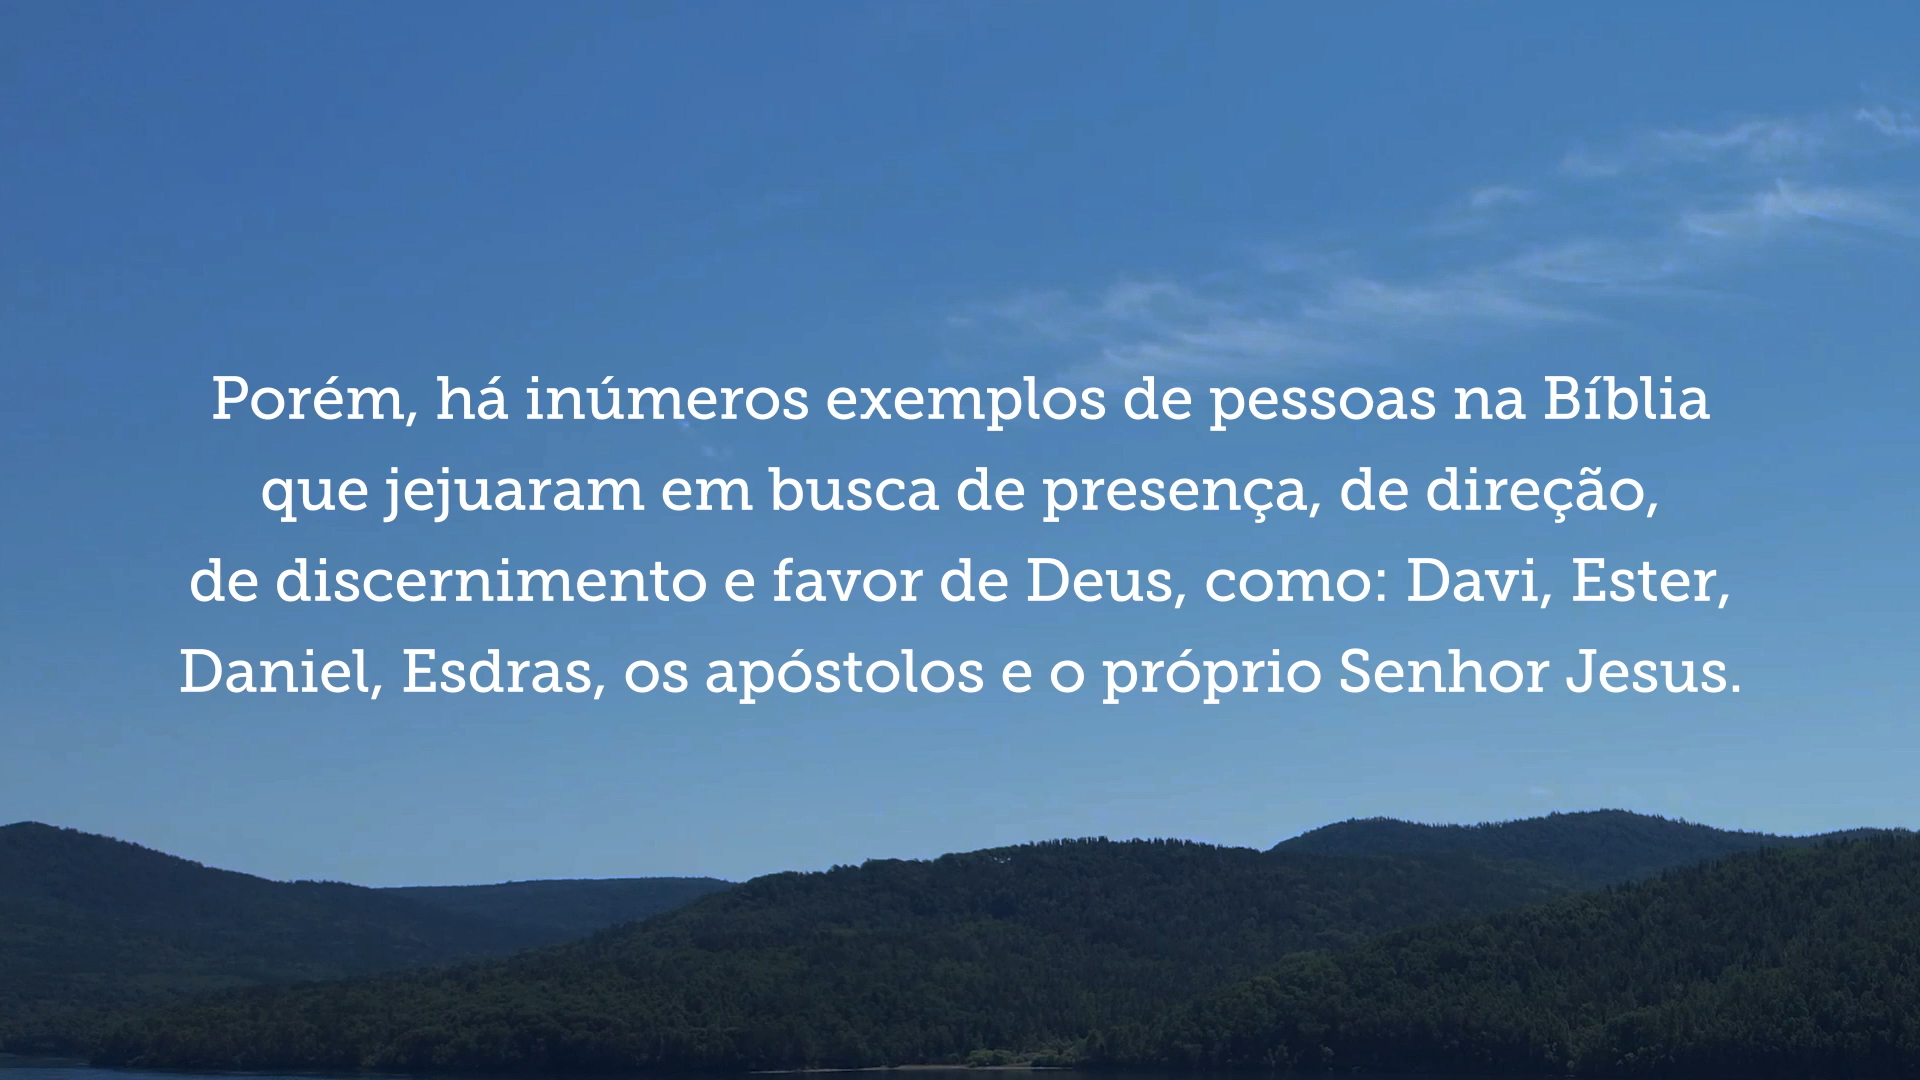 Porém, há inúmeros exemplos de pessoas na Bíblia
que jejuaram em busca de presença, de direção,
de discernimento e favor de Deus, como: Davi, Ester,
Daniel, Esdras, os apóstolos e o próprio Senhor Jesus.